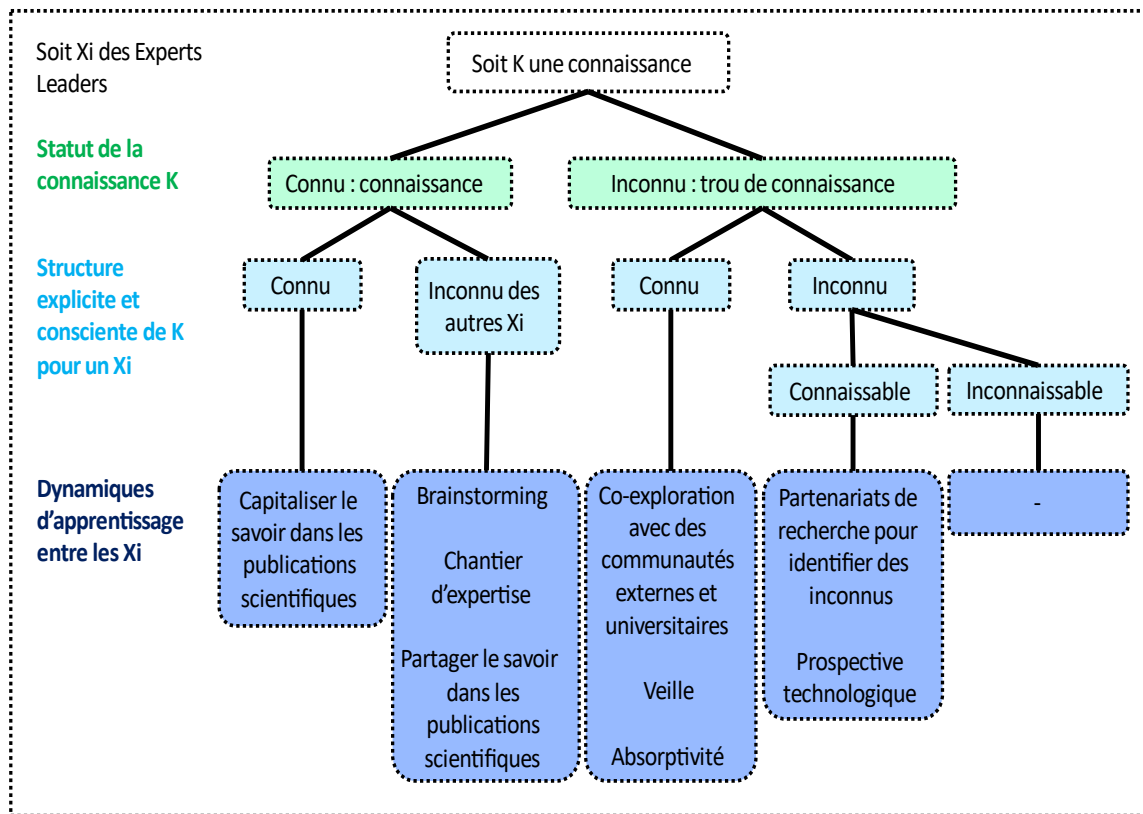 Soit Xi des Experts
Leaders
Soit K une connaissance
Statut de la
connaissance K
Connu : connaissance
Inconnu : trou de connaissance
Structure
explicite et
consciente de K
pour un Xi
Connu
Inconnu des
autres Xi
Connu
Inconnu
Connaissable
Inconnaissable
Dynamiques
d’apprentissage
entre les Xi
Capitaliser le
savoir dans les
publications
scientifiques
Brainstorming
Chantier
d’expertise
Partager le savoir
dans les
publications
scientifiques
Co-exploration
avec des
communautés
externes et
universitaires
Veille
Absorptivité
Partenariats de
recherche pour
identifier des
inconnus
Prospective
technologique
-